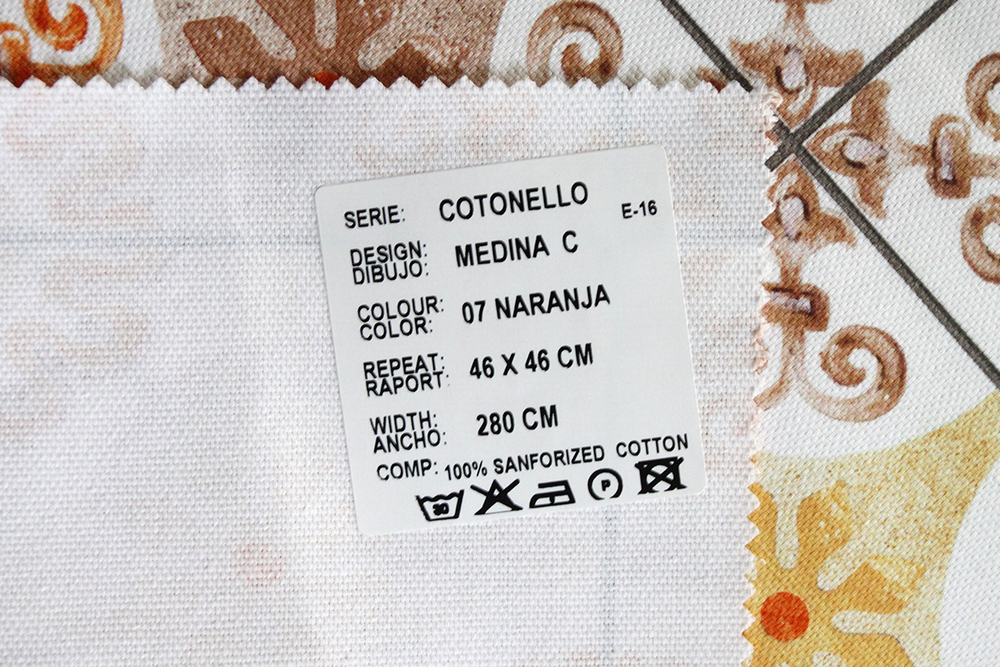 SERIE: COTONELLO E-16
DESIGN: MEDINA C
DIBUJO:
COLOUR: 07 NARANJA
COLOR:
REPEAT: 46 X 46 CM
RAPORT:
WIDTH: 280 CM
ANCHO:
COMP: 100% SANFORIZED COTTON
30 P